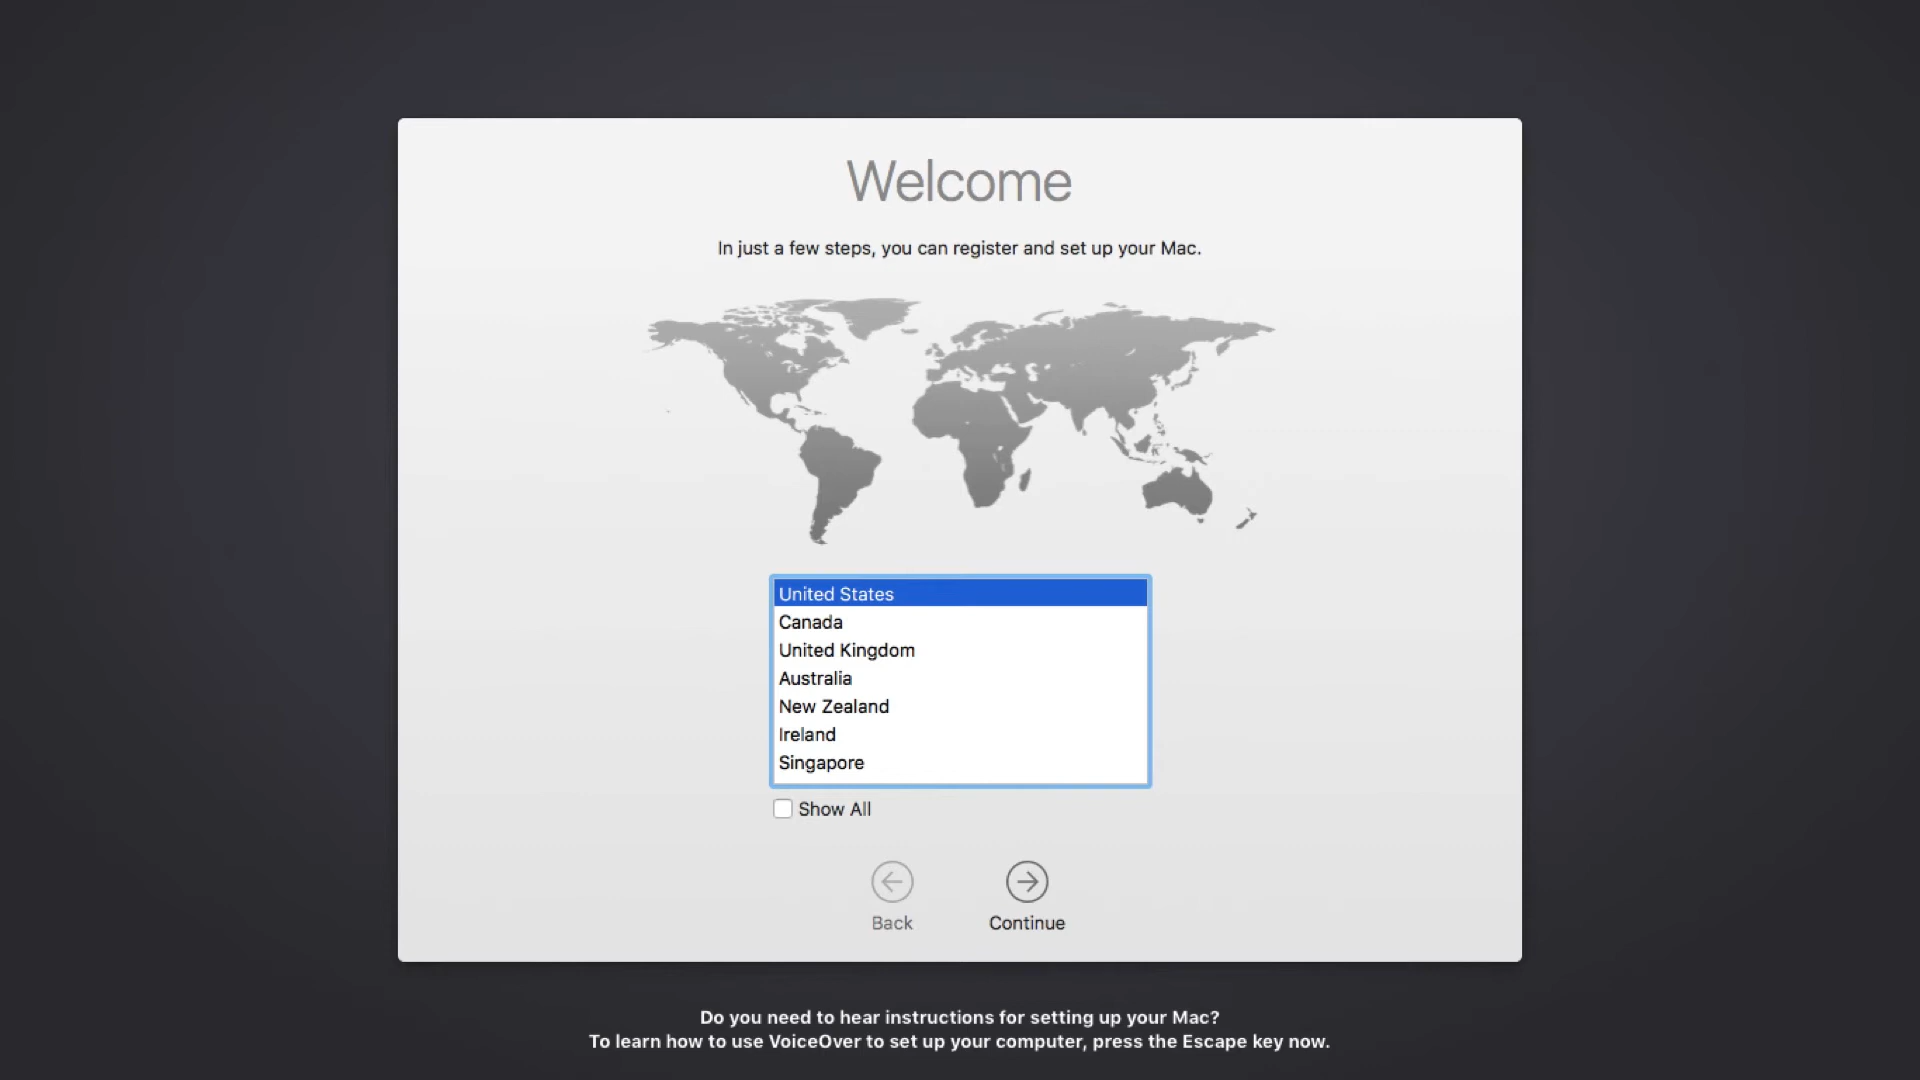 Welcome
In just a few steps, you can register and set up your Mac.
United States
Canada
United Kingdom
Australia
New Zealand
Ireland
Singapore
Show All
Back
Continue
Do you need to hear instructions for setting up your Mac?
To learn how to use VoiceOver to set up your computer, press the Escape key now.